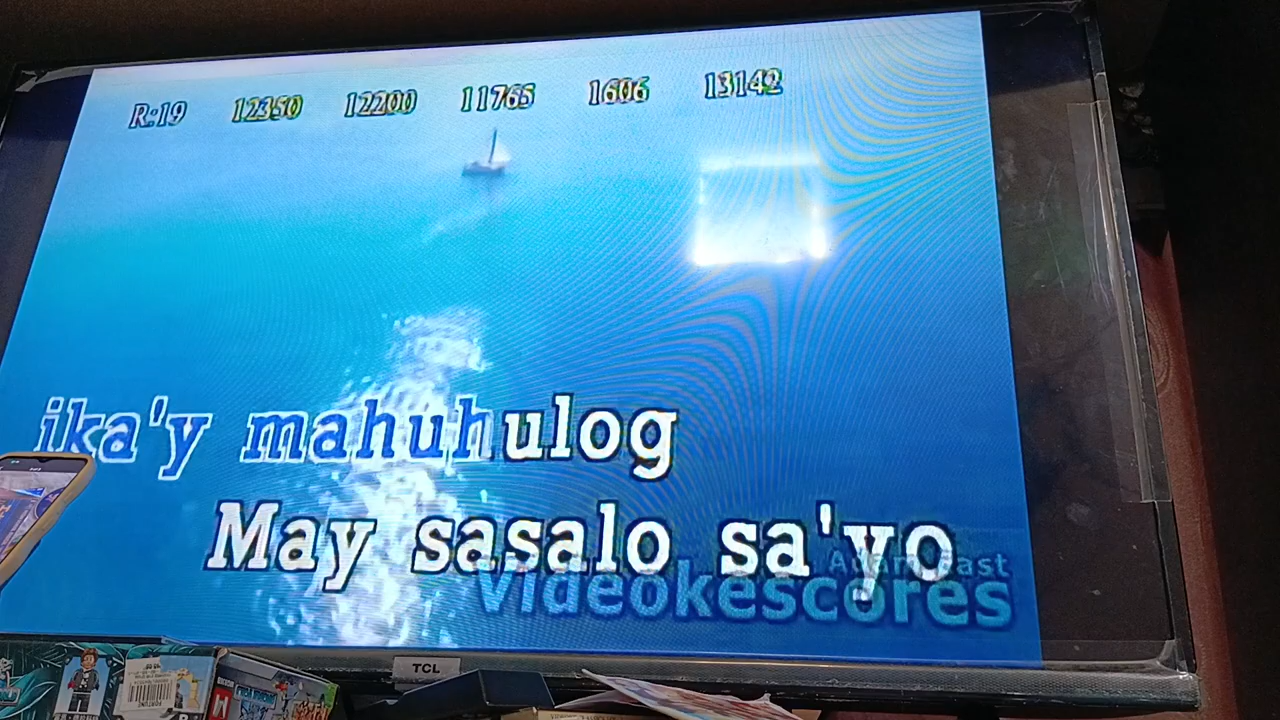 R:19 12350 12200 11765 1606 13142
ika'y mahuhulog
May sasalo sa'yo
Videokescores
TCL